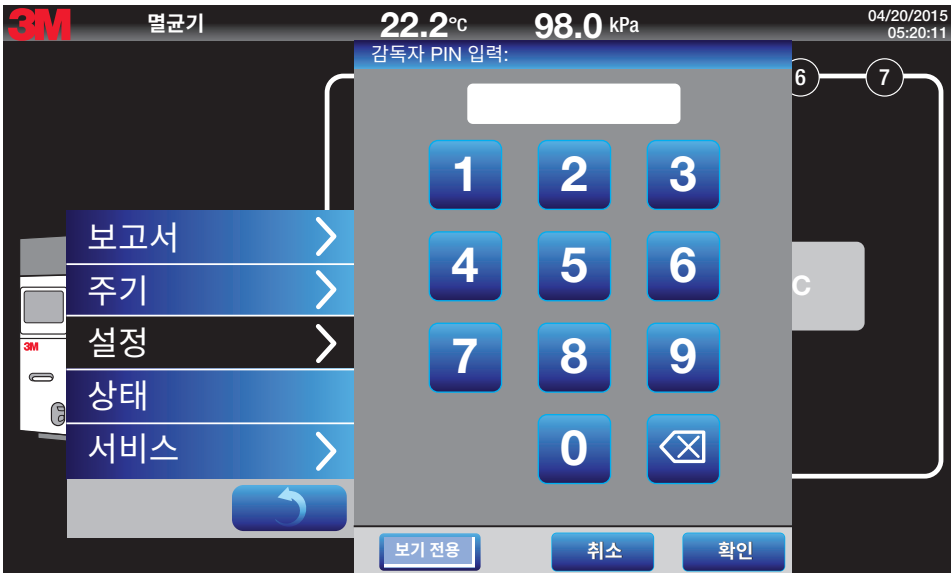 3M 멸균기 22.2°C 98.0 kPa 04/20/2015
05:20:11
감독자 PIN 입력:
6 7
1 2 3
보고서
4 5 6
주기
C
3M
설정
7 8 9
상태
서비스
0
보기 전용 취소 확인